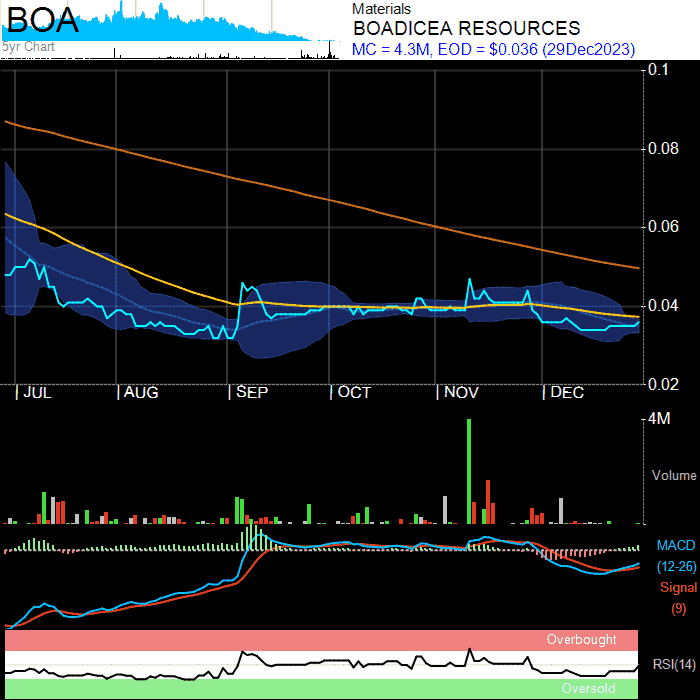 BOA
5yr Chart
Materials
BOADICEA RESOURCES
MC = 4.3M, EOD = $0.036 (29Dec2023)
0.1
0.08
0.06
0.04
0.02
JUL AUG SEP OCT NOV DEC
4M
Volume
MACD
(12-26)
Signal
(9)
Overbought
RSI(14)
Oversold